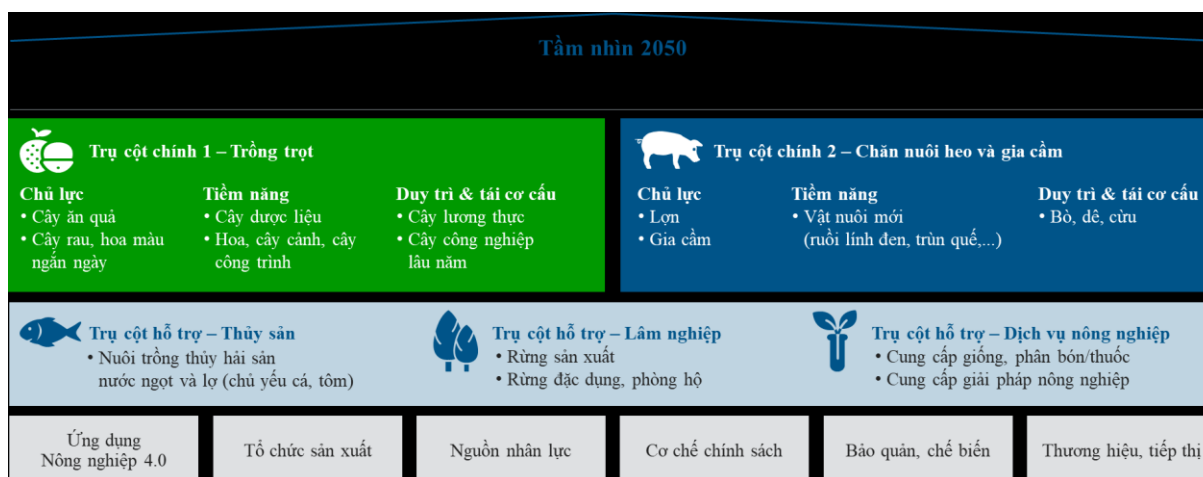 Tầm nhìn 2050
Trụ cột chính 1 – Trồng trọt
Chủ lực
• Cây ăn quả
• Cây rau, hoa màu
ngắn ngày
Tiềm năng
• Cây dược liệu
• Hoa, cây cảnh, cây
công trình
Duy trì & tái cơ cấu
• Cây lương thực
• Cây công nghiệp
lâu năm
Trụ cột chính 2 – Chăn nuôi heo và gia cầm
Chủ lực
• Lợn
• Gia cầm
Tiềm năng
• Vật nuôi mới
(ruồi lính đen, trùn quế,...)
Duy trì & tái cơ cấu
• Bò, dê, cừu
Trụ cột hỗ trợ – Thủy sản
• Nuôi trồng thủy hải sản
nước ngọt và lợ (chủ yếu cá, tôm)
Trụ cột hỗ trợ – Lâm nghiệp
• Rừng sản xuất
• Rừng đặc dụng, phòng hộ
Trụ cột hỗ trợ – Dịch vụ nông nghiệp
• Cung cấp giống, phân bón/thuốc
• Cung cấp giải pháp nông nghiệp
Ứng dụng
Nông nghiệp 4.0
Tổ chức sản xuất
Nguồn nhân lực
Cơ chế chính sách
Bảo quản, chế biến
Thương hiệu, tiếp thị